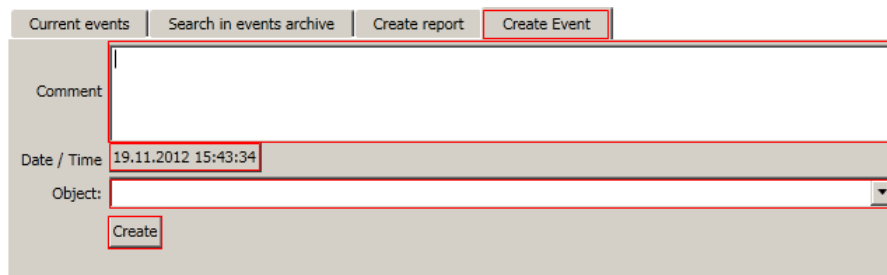 Current events Search in events archive Create report Create Event
Comment
Date / Time 19.11.2012 15:43:34
Object:
Create